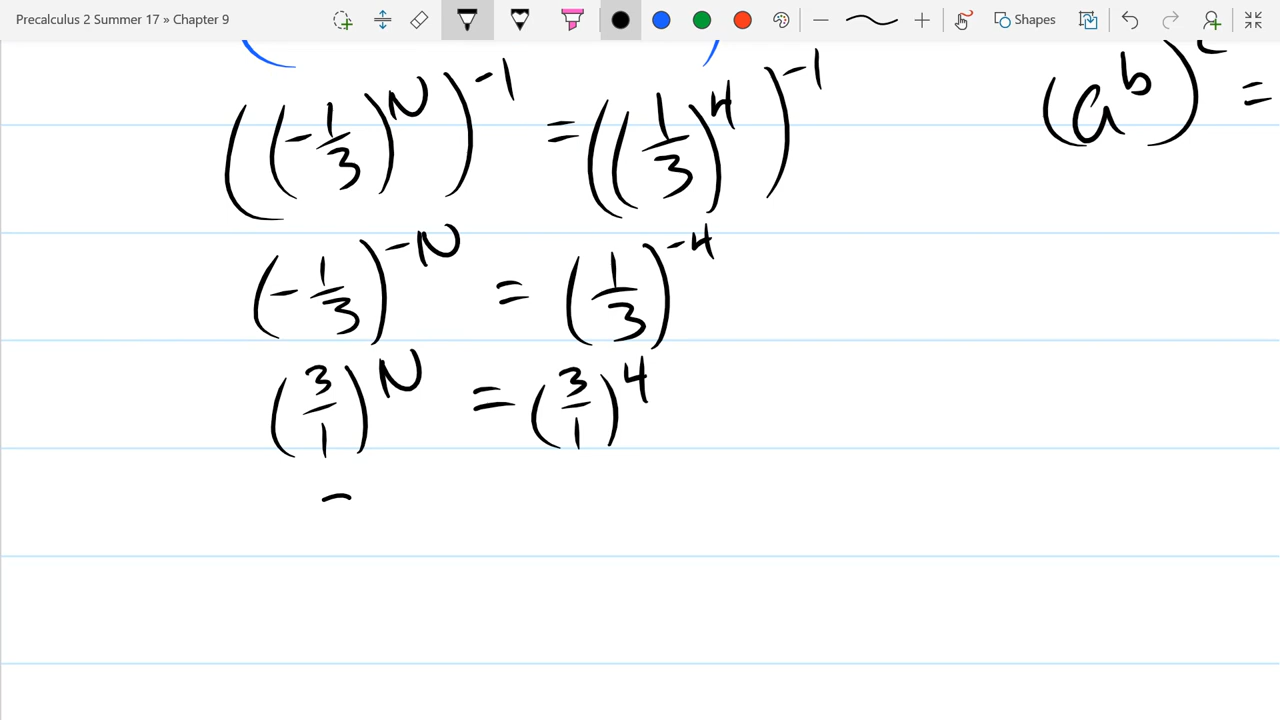 Precalculus 2 Summer 17 » Chapter 9
Shapes
((-1/3)^N)^-1 = ((1/3)^4)^-1
(a^b)^c =
(-1/3)^-N = (1/3)^-4
(3/1)^N = (3/1)^4
-